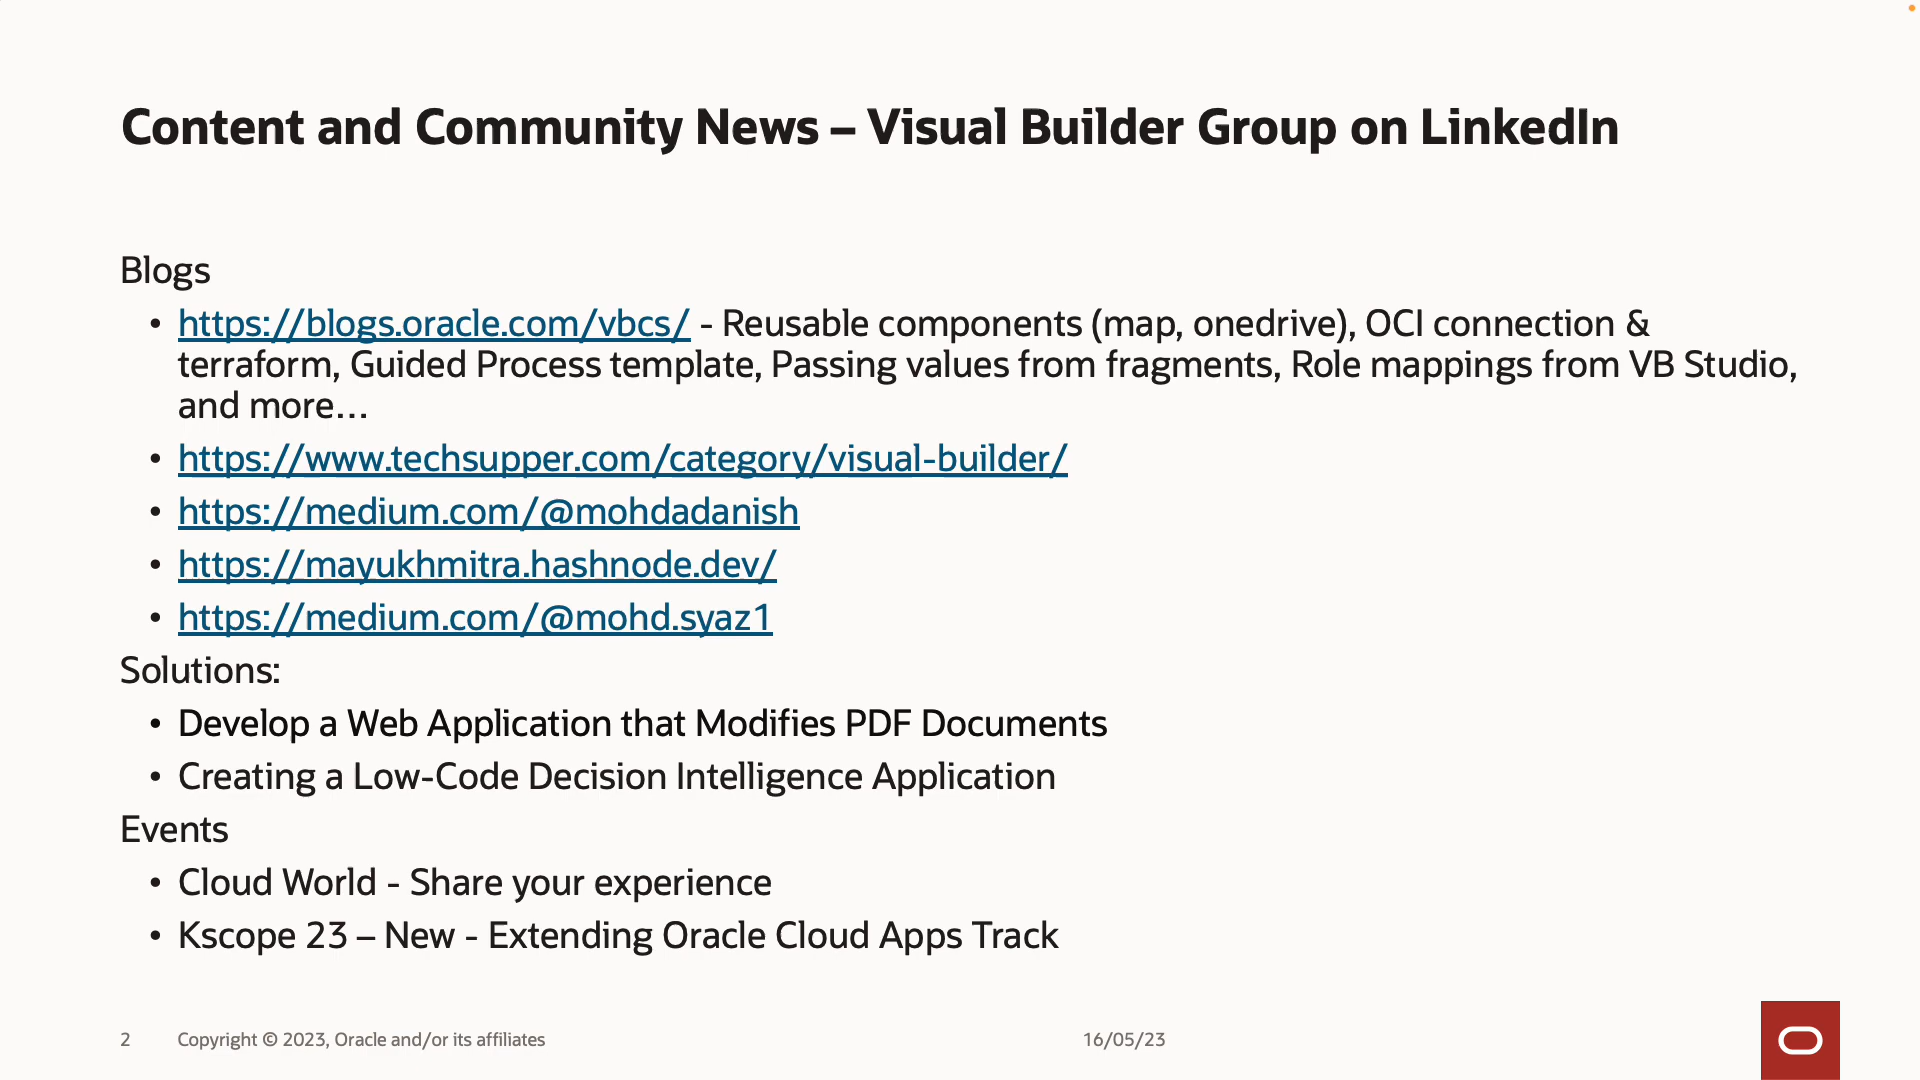 Content and Community News – Visual Builder Group on LinkedIn
Blogs
• https://blogs.oracle.com/vbcs/ - Reusable components (map, onedrive), OCI connection &
terraform, Guided Process template, Passing values from fragments, Role mappings from VB Studio,
and more...
• https://www.techsupper.com/category/visual-builder/
• https://medium.com/@mohdadanish
• https://mayukhmitra.hashnode.dev/
• https://medium.com/@mohd.syaz1
Solutions:
• Develop a Web Application that Modifies PDF Documents
• Creating a Low-Code Decision Intelligence Application
Events
• Cloud World - Share your experience
• Kscope 23 – New - Extending Oracle Cloud Apps Track
2 Copyright © 2023, Oracle and/or its affiliates 16/05/23